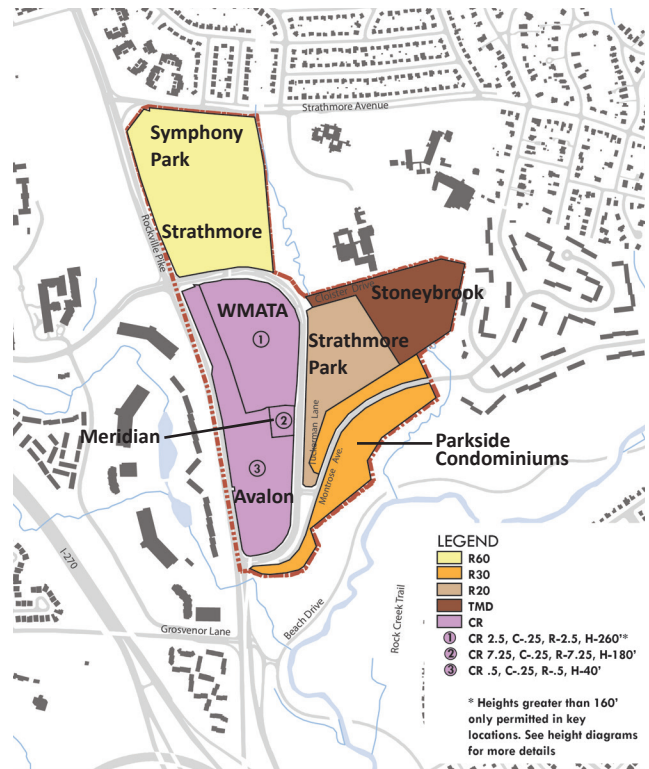 Strathmore Avenue
Symphony
Park
Strathmore
Rockville Pike
Cloister Drive
Stoneybrook
WMATA
1
Strathmore
Park
2
Meridian
Tuckerman Lane
Montrose Ave.
Parkside
Condominiums
3
Avalon
I-270
Grosvenor Lane
Beach Drive
Rock Creek Trail
LEGEND
R60
R30
R20
TMD
CR
1 CR 2.5, C-.25, R-2.5, H-260'*
2 CR 7.25, C-.25, R-7.25, H-180'
3 CR .5, C-.25, R-.5, H-40'
* Heights greater than 160'
only permitted in key
locations. See height diagrams
for more details